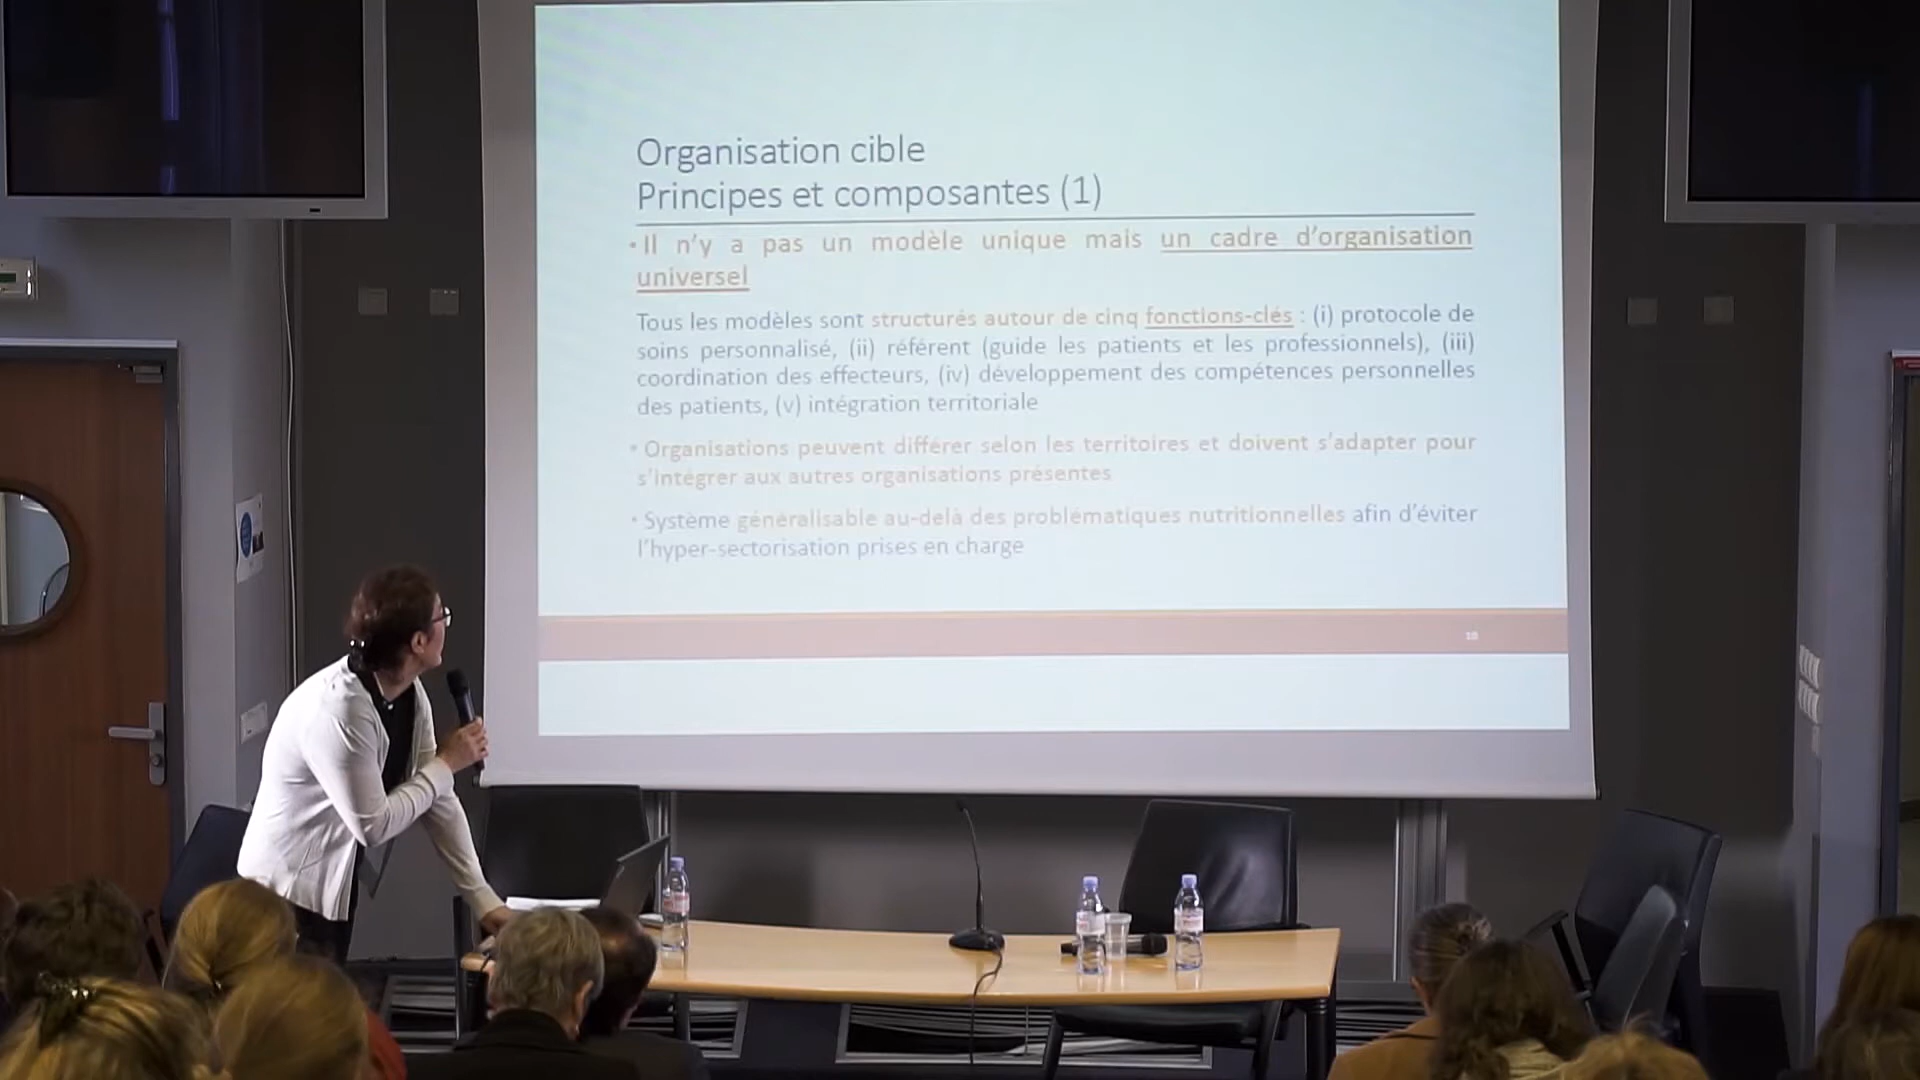 Organisation cible
Principes et composantes (1)
• Il n'y a pas un modèle unique mais un cadre d'organisation
universel
Tous les modèles sont structurés autour de cinq fonctions-clés : (i) protocole de
soins personnalisé, (ii) référent (guide les patients et les professionnels), (iii)
coordination des effecteurs, (iv) développement des compétences personnelles
des patients, (v) intégration territoriale
• Organisations peuvent différer selon les territoires et doivent s'adapter pour
s'intégrer aux autres organisations présentes
• Système généralisable au-delà des problématiques nutritionnelles afin d'éviter
l'hyper-sectorisation prises en charge